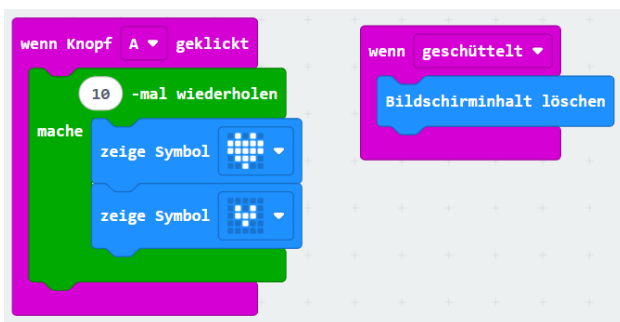 wenn Knopf A geklickt
10 -mal wiederholen
mache
zeige Symbol
zeige Symbol
wenn geschüttelt
Bildschirminhalt löschen